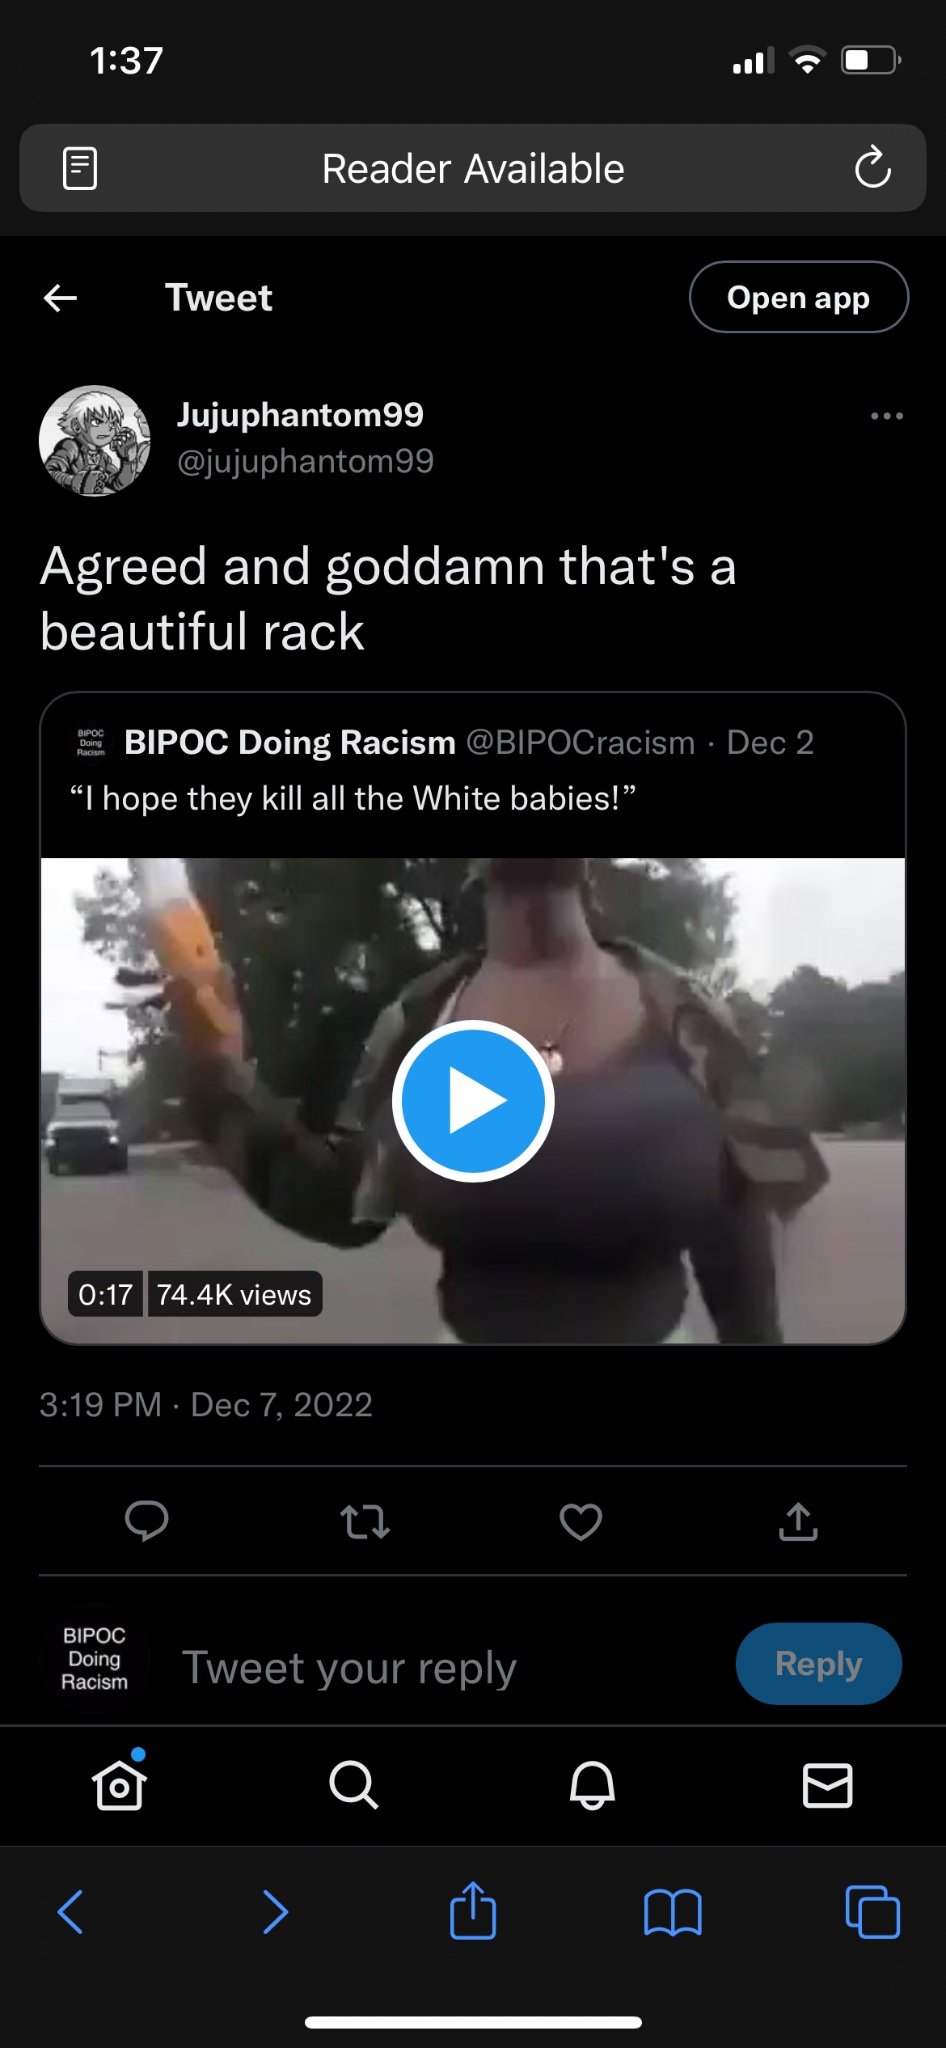 1:37
Reader Available
Tweet
Open app
Jujuphantom99
@jujuphantom99
Agreed and goddamn that's a
beautiful rack
BIPOC
Doing
Racism
BIPOC Doing Racism @BIPOCracism · Dec 2
“I hope they kill all the White babies!”
0:17
74.4K views
3:19 PM · Dec 7, 2022
BIPOC
Doing
Racism
Tweet your reply
Reply